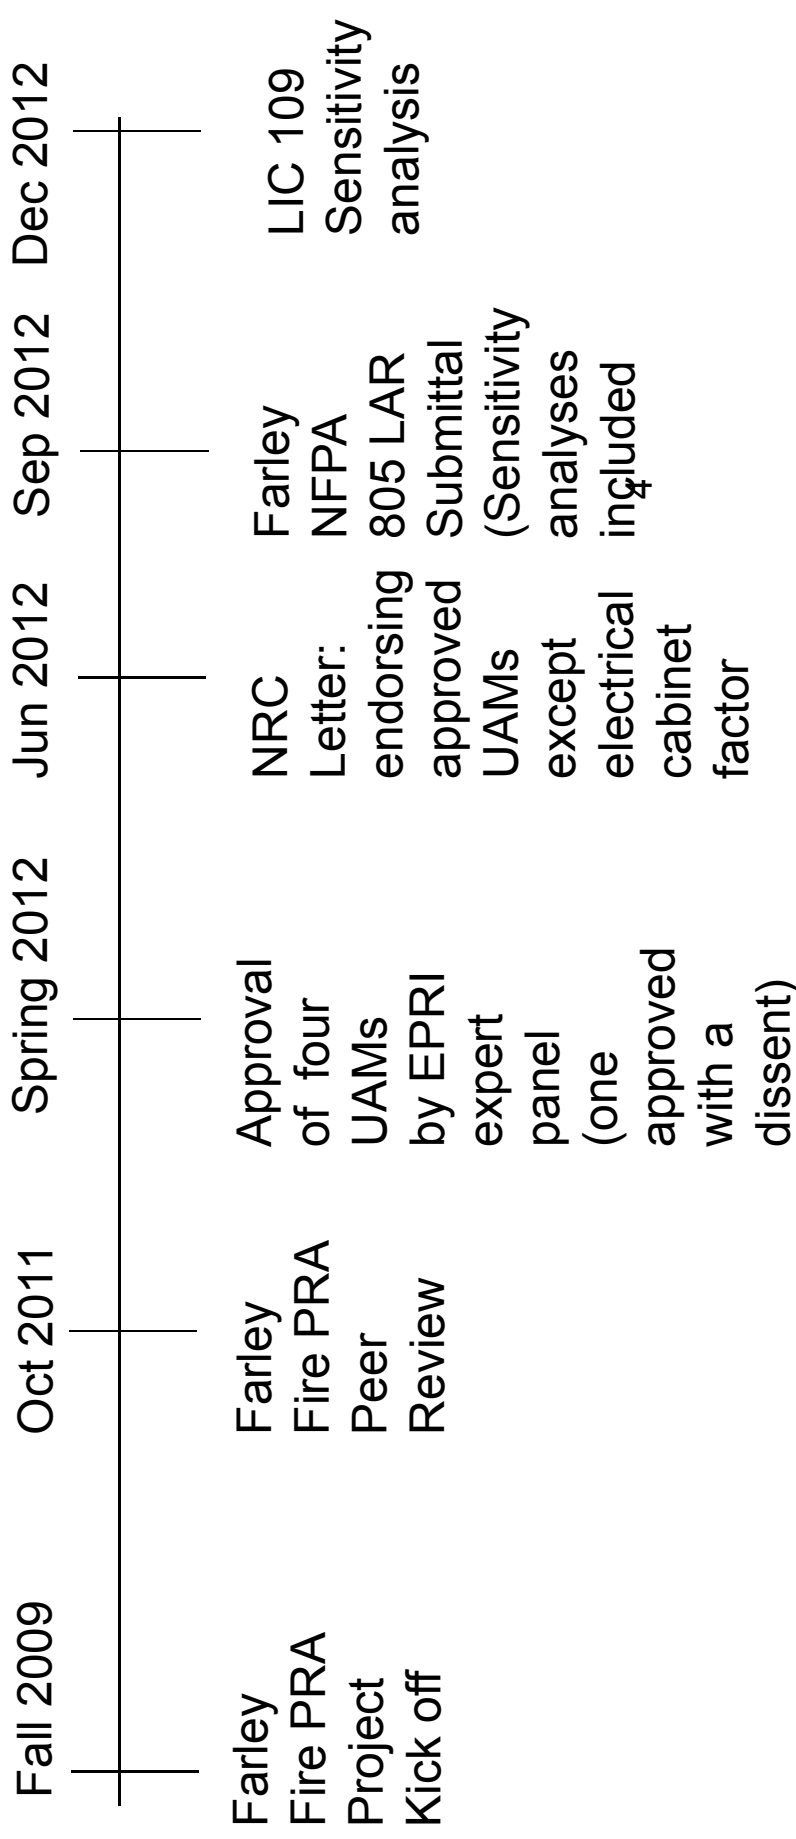 Fall 2009
Oct 2011
Spring 2012
Jun 2012
Sep 2012
Dec 2012
Farley
Fire PRA
Project
Kick off
Farley
Fire PRA
Peer
Review
Approval
of four
UAMs
by EPRI
expert
panel
(one
approved
with a
dissent)
NRC
Letter:
endorsing
approved
UAMs
except
electrical
cabinet
factor
Farley
NFPA
805 LAR
Submittal
(Sensitivity
analyses
included
4
LIC 109
Sensitivity
analysis